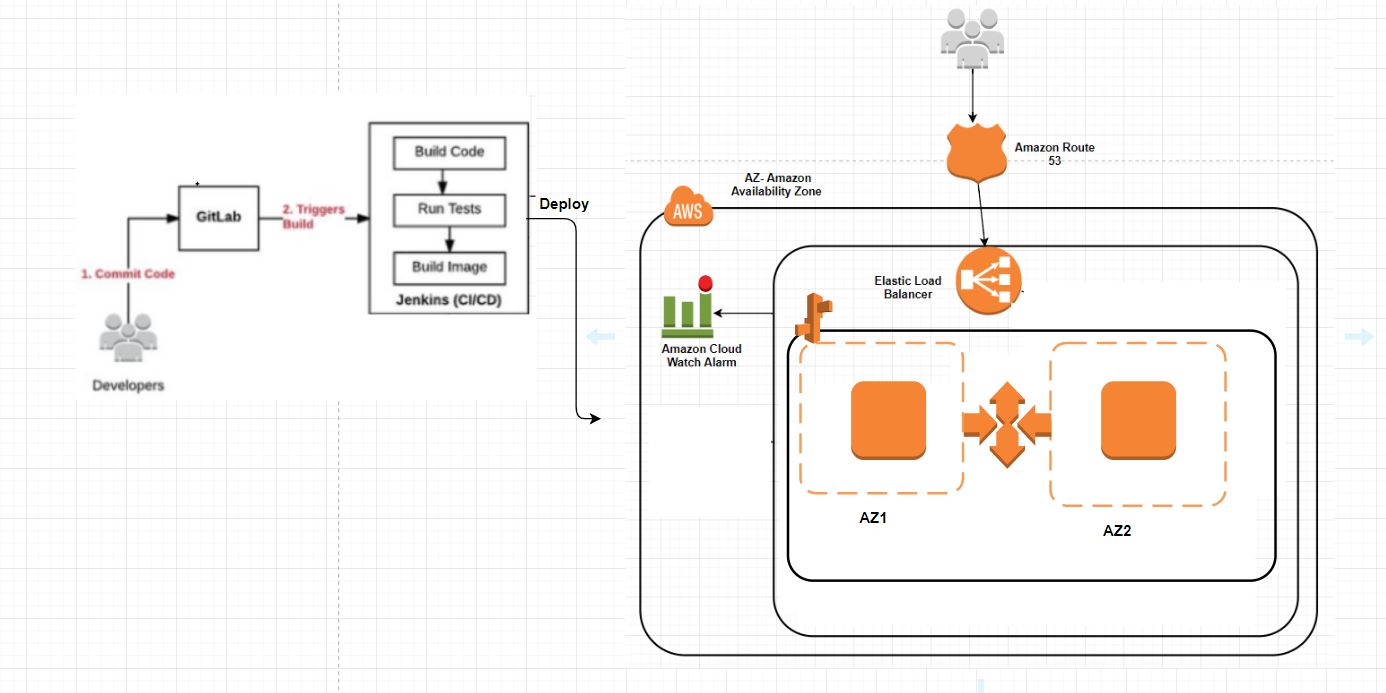 Build Code
Run Tests
Build Image
Jenkins (CI/CD)
GitLab
2. Triggers
Build
1. Commit Code
Developers
Deploy
Amazon Route
53
AZ- Amazon
Availability Zone
AWS
Elastic Load
Balancer
Amazon Cloud
Watch Alarm
AZ1
AZ2